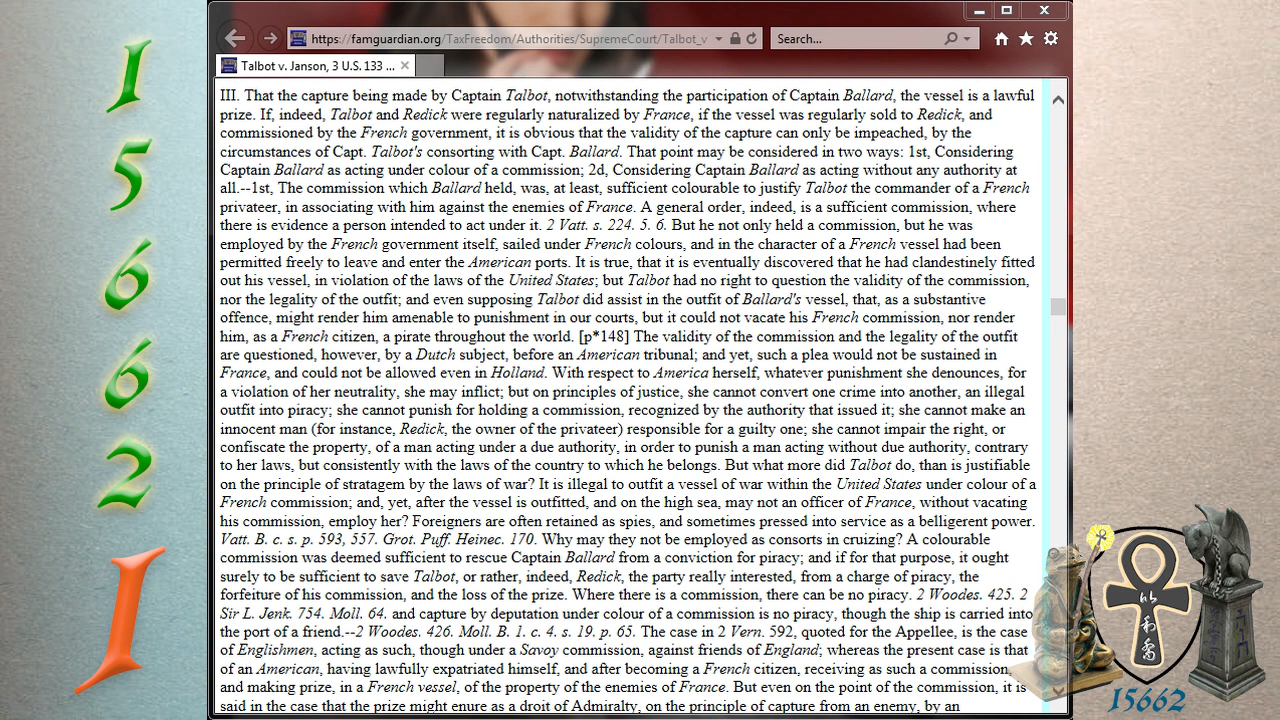 1
5
6
6
2
1
https://famguardian.org/TaxFreedom/Authorities/SupremeCourt/Talbot_v
Search...
Talbot v. Janson, 3 U.S. 133 ...
III. That the capture being made by Captain Talbot, notwithstanding the participation of Captain Ballard, the vessel is a lawful
prize. If, indeed, Talbot and Redick were regularly naturalized by France, if the vessel was regularly sold to Redick, and
commissioned by the French government, it is obvious that the validity of the capture can only be impeached, by the
circumstances of Capt. Talbot's consorting with Capt. Ballard. That point may be considered in two ways: 1st, Considering
Captain Ballard as acting under colour of a commission; 2d, Considering Captain Ballard as acting without any authority at
all.--1st, The commission which Ballard held, was, at least, sufficient colourable to justify Talbot the commander of a French
privateer, in associating with him against the enemies of France. A general order, indeed, is a sufficient commission, where
there is evidence a person intended to act under it. 2 Vatt. s. 224. 5. 6. But he not only held a commission, but he was
employed by the French government itself, sailed under French colours, and in the character of a French vessel had been
permitted freely to leave and enter the American ports. It is true, that it is eventually discovered that he had clandestinely fitted
out his vessel, in violation of the laws of the United States; but Talbot had no right to question the validity of the commission,
nor the legality of the outfit; and even supposing Talbot did assist in the outfit of Ballard's vessel, that, as a substantive
offence, might render him amenable to punishment in our courts, but it could not vacate his French commission, nor render
him, as a French citizen, a pirate throughout the world. [p*148] The validity of the commission and the legality of the outfit
are questioned, however, by a Dutch subject, before an American tribunal; and yet, such a plea would not be sustained in
France, and could not be allowed even in Holland. With respect to America herself, whatever punishment she denounces, for
a violation of her neutrality, she may inflict; but on principles of justice, she cannot convert one crime into another, an illegal
outfit into piracy; she cannot punish for holding a commission, recognized by the authority that issued it; she cannot make an
innocent man (for instance, Redick, the owner of the privateer) responsible for a guilty one; she cannot impair the right, or
confiscate the property, of a man acting under a due authority, in order to punish a man acting without due authority, contrary
to her laws, but consistently with the laws of the country to which he belongs. But what more did Talbot do, than is justifiable
on the principle of stratagem by the laws of war? It is illegal to outfit a vessel of war within the United States under colour of a
French commission; and, yet, after the vessel is outfitted, and on the high sea, may not an officer of France, without vacating
his commission, employ her? Foreigners are often retained as spies, and sometimes pressed into service as a belligerent power.
Vatt. B. c. s. p. 593, 557. Grot. Puff. Heinec. 170. Why may they not be employed as consorts in cruizing? A colourable
commission was deemed sufficient to rescue Captain Ballard from a conviction for piracy; and if for that purpose, it ought
surely to be sufficient to save Talbot, or rather, indeed, Redick, the party really interested, from a charge of piracy, the
forfeiture of his commission, and the loss of the prize. Where there is a commission, there can be no piracy. 2 Woodes. 425. 2
Sir L. Jenk. 754. Moll. 64. and capture by deputation under colour of a commission is no piracy, though the ship is carried into
the port of a friend.--2 Woodes. 426. Moll. B. 1. c. 4. s. 19. p. 65. The case in 2 Vern. 592, quoted for the Appellee, is the case
of Englishmen, acting as such, though under a Savoy commission, against friends of England; whereas the present case is that
of an American, having lawfully expatriated himself, and after becoming a French citizen, receiving as such a commission,
and making prize, in a French vessel, of the property of the enemies of France. But even on the point of the commission, it is
said in the case that the prize might enure as a droit of Admiralty, on the principle of capture from an enemy, by an
15662